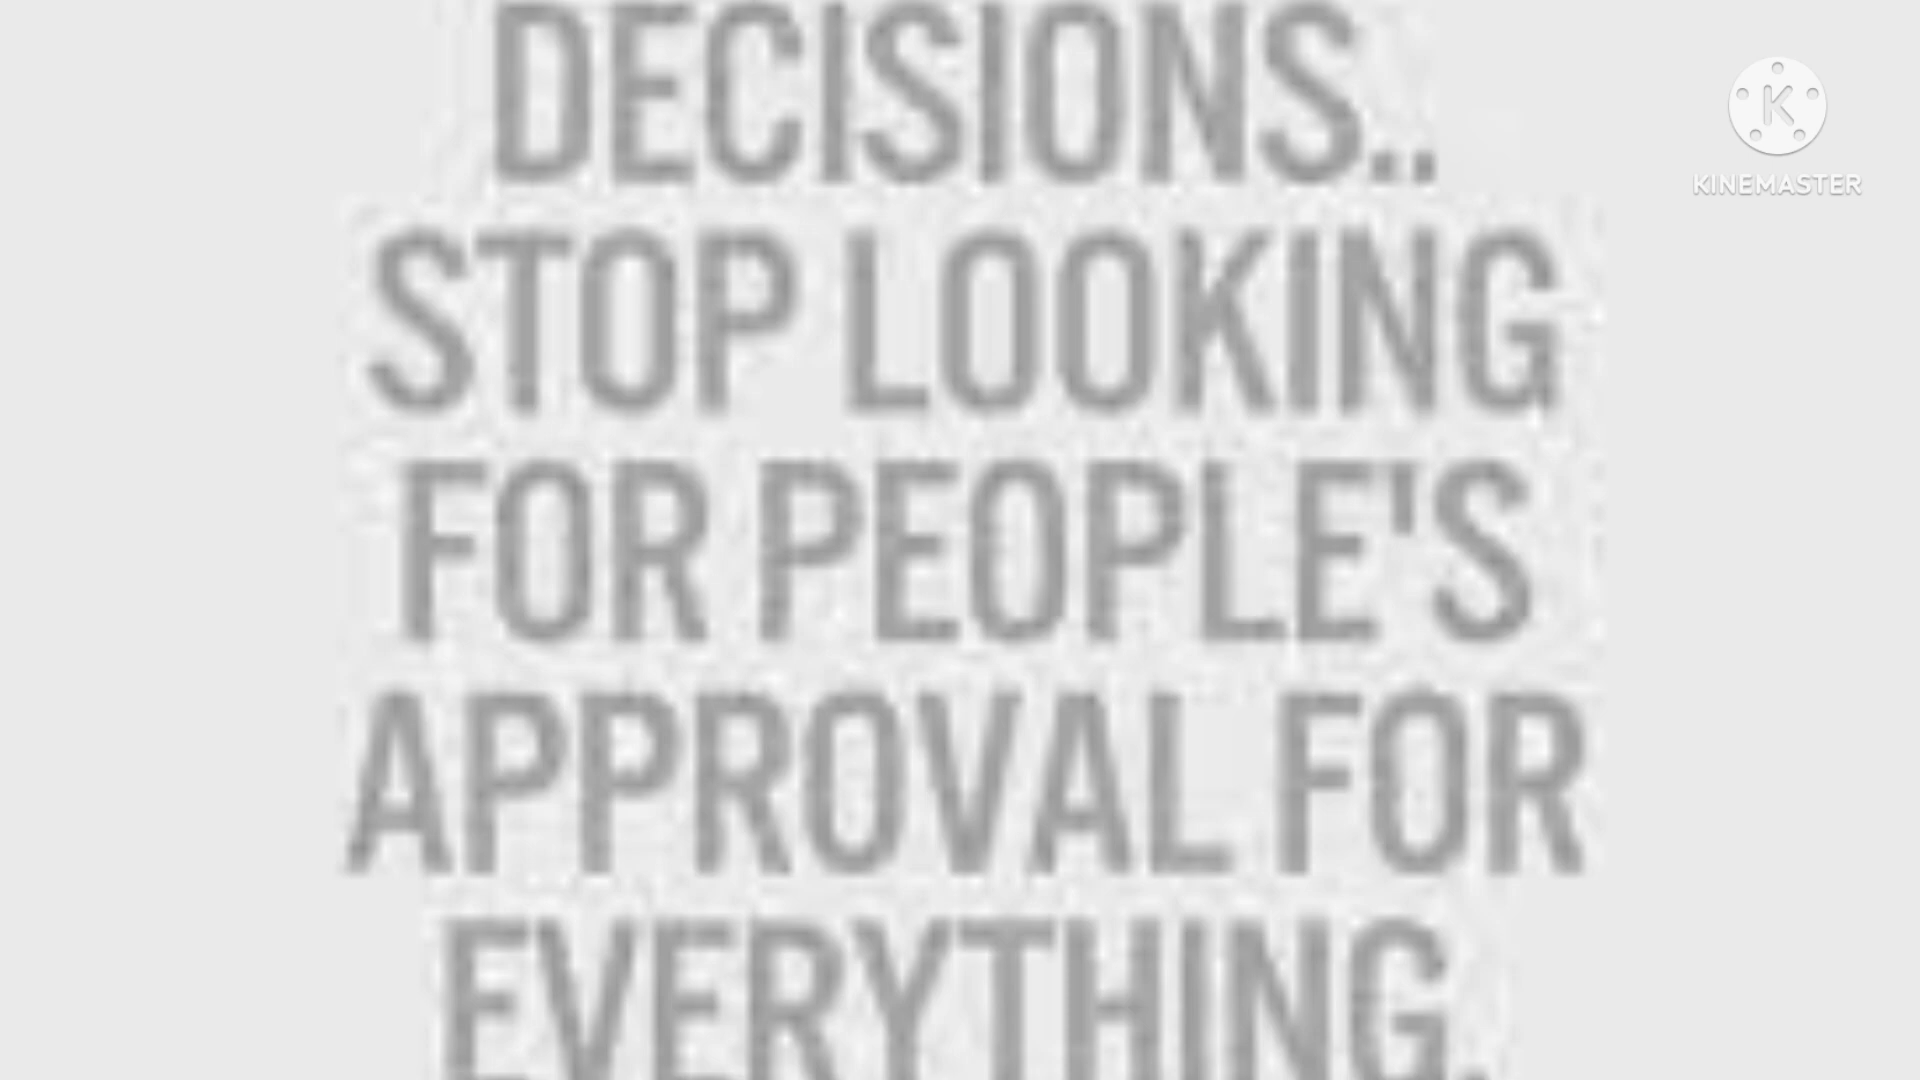 DECISIONS..
STOP LOOKING
FOR PEOPLE'S
APPROVAL FOR
EVERYTHING.
K
KINEMASTER